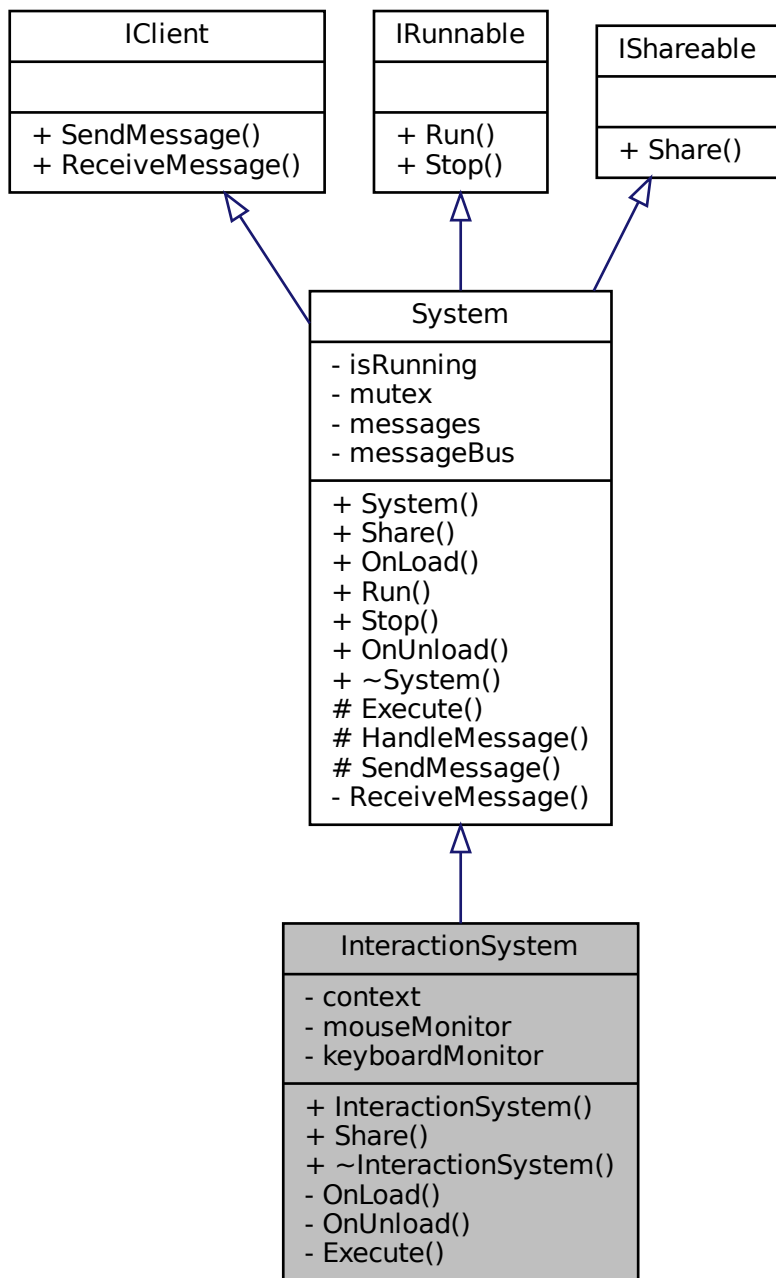 IClient
+ SendMessage()
+ ReceiveMessage()
IRunnable
+ Run()
+ Stop()
IShareable
+ Share()
System
- isRunning
- mutex
- messages
- messageBus
+ System()
+ Share()
+ OnLoad()
+ Run()
+ Stop()
+ OnUnload()
+ ~System()
# Execute()
# HandleMessage()
# SendMessage()
- ReceiveMessage()
InteractionSystem
- context
- mouseMonitor
- keyboardMonitor
+ InteractionSystem()
+ Share()
+ ~InteractionSystem()
- OnLoad()
- OnUnload()
- Execute()